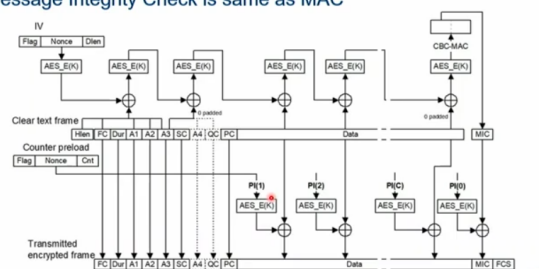 essage Integrity Check is same as MAC
IV
Flag Nonce Dlen
CBC-MAC
AES_E(K) AES_E(K) AES_E(K) AES_E(K) AES_E(K) AES_E(K)
0 padded 0 padded
Clear text frame
Hlen FC Dur A1 A2 A3 SC A4 QC PC Data MIC
Counter preload
Flag Nonce Cnt
PI(1) PI(2) PI(C) PI(0)
AES_E(K) AES_E(K) AES_E(K) AES_E(K)
Transmitted
encrypted frame
FC Dur A1 A2 A3 SC A4 QC PC Data MIC FCS